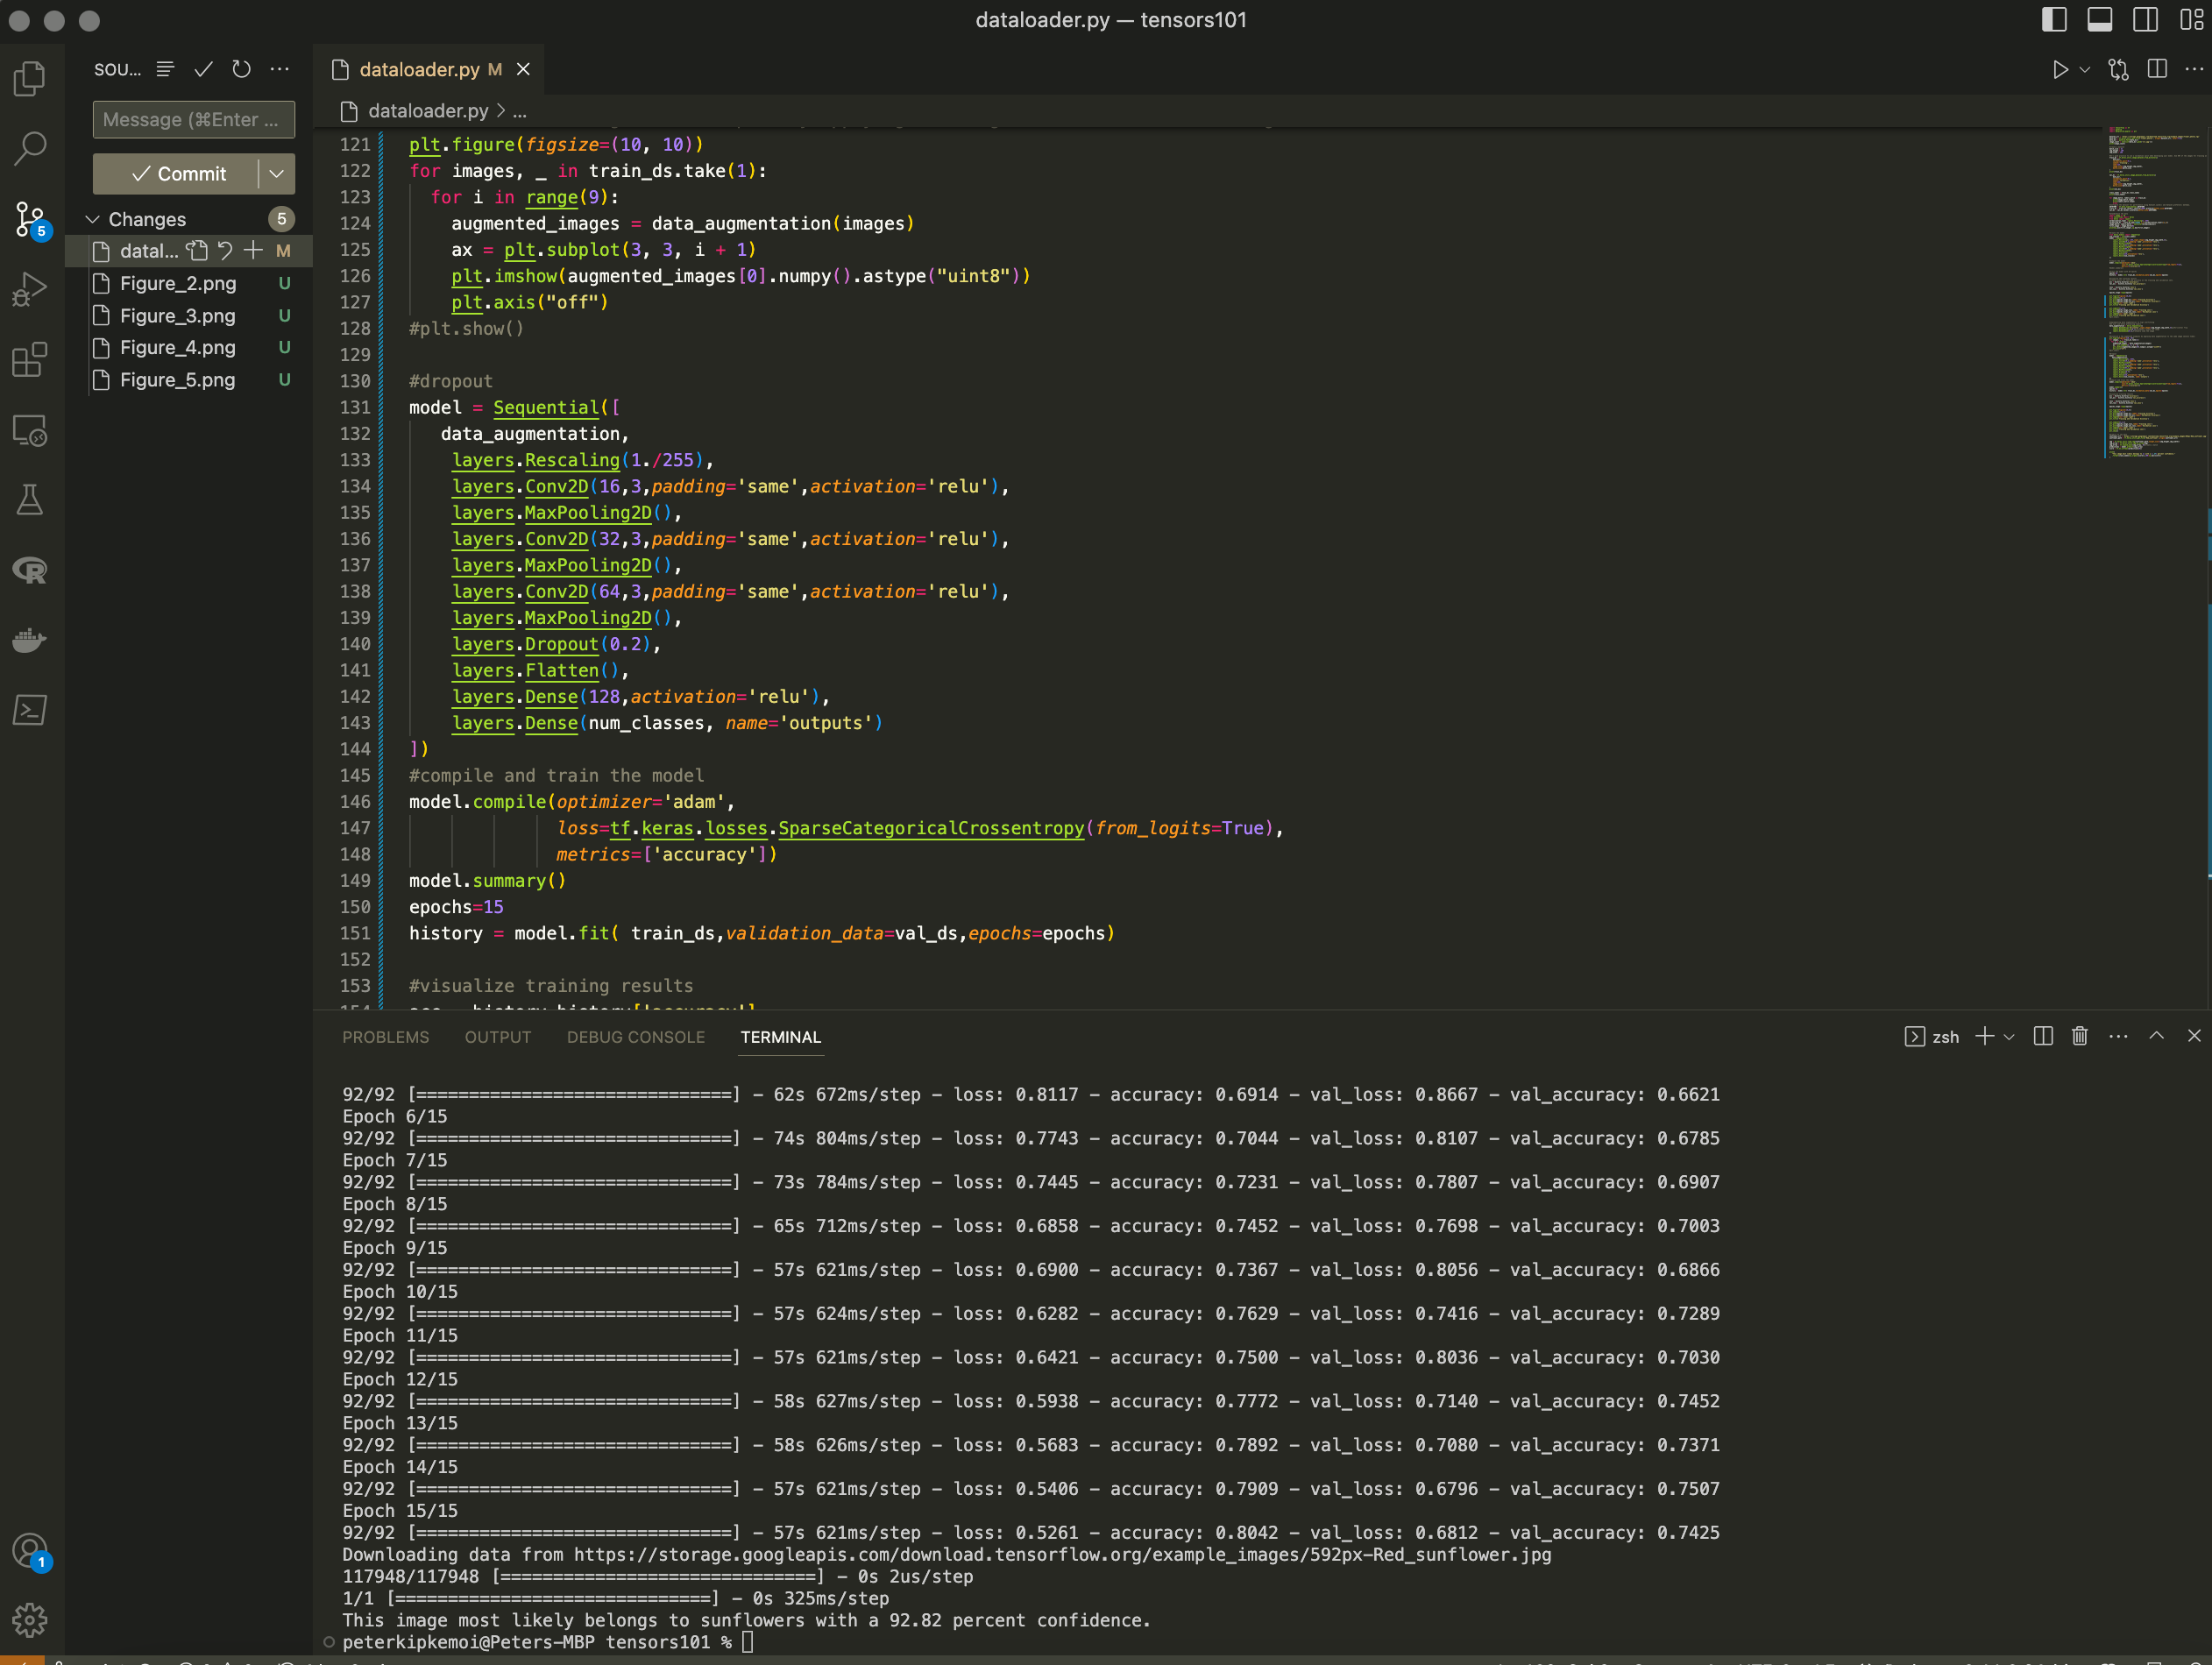 dataloader.py — tensors101
SOU...
dataloader.py M
Message (⌘Enter ...
dataloader.py > ...
Commit
Changes 5
datal... M
Figure_2.png U
Figure_3.png U
Figure_4.png U
Figure_5.png U
5
1
121 plt.figure(figsize=(10, 10))
122 for images, _ in train_ds.take(1):
123 for i in range(9):
124 augmented_images = data_augmentation(images)
125 ax = plt.subplot(3, 3, i + 1)
126 plt.imshow(augmented_images[0].numpy().astype("uint8"))
127 plt.axis("off")
128 #plt.show()
129
130 #dropout
131 model = Sequential([
132 data_augmentation,
133 layers.Rescaling(1./255),
134 layers.Conv2D(16,3,padding='same',activation='relu'),
135 layers.MaxPooling2D(),
136 layers.Conv2D(32,3,padding='same',activation='relu'),
137 layers.MaxPooling2D(),
138 layers.Conv2D(64,3,padding='same',activation='relu'),
139 layers.MaxPooling2D(),
140 layers.Dropout(0.2),
141 layers.Flatten(),
142 layers.Dense(128,activation='relu'),
143 layers.Dense(num_classes, name='outputs')
144 ])
145 #compile and train the model
146 model.compile(optimizer='adam',
147 loss=tf.keras.losses.SparseCategoricalCrossentropy(from_logits=True),
148 metrics=['accuracy'])
149 model.summary()
150 epochs=15
151 history = model.fit( train_ds,validation_data=val_ds,epochs=epochs)
152
153 #visualize training results
PROBLEMS OUTPUT DEBUG CONSOLE TERMINAL zsh
92/92 [==============================] - 62s 672ms/step - loss: 0.8117 - accuracy: 0.6914 - val_loss: 0.8667 - val_accuracy: 0.6621
Epoch 6/15
92/92 [==============================] - 74s 804ms/step - loss: 0.7743 - accuracy: 0.7044 - val_loss: 0.8107 - val_accuracy: 0.6785
Epoch 7/15
92/92 [==============================] - 73s 784ms/step - loss: 0.7445 - accuracy: 0.7231 - val_loss: 0.7807 - val_accuracy: 0.6907
Epoch 8/15
92/92 [==============================] - 65s 712ms/step - loss: 0.6858 - accuracy: 0.7452 - val_loss: 0.7698 - val_accuracy: 0.7003
Epoch 9/15
92/92 [==============================] - 57s 621ms/step - loss: 0.6900 - accuracy: 0.7367 - val_loss: 0.8056 - val_accuracy: 0.6866
Epoch 10/15
92/92 [==============================] - 57s 624ms/step - loss: 0.6282 - accuracy: 0.7629 - val_loss: 0.7416 - val_accuracy: 0.7289
Epoch 11/15
92/92 [==============================] - 57s 621ms/step - loss: 0.6421 - accuracy: 0.7500 - val_loss: 0.8036 - val_accuracy: 0.7030
Epoch 12/15
92/92 [==============================] - 58s 627ms/step - loss: 0.5938 - accuracy: 0.7772 - val_loss: 0.7140 - val_accuracy: 0.7452
Epoch 13/15
92/92 [==============================] - 58s 626ms/step - loss: 0.5683 - accuracy: 0.7892 - val_loss: 0.7080 - val_accuracy: 0.7371
Epoch 14/15
92/92 [==============================] - 57s 621ms/step - loss: 0.5406 - accuracy: 0.7909 - val_loss: 0.6796 - val_accuracy: 0.7507
Epoch 15/15
92/92 [==============================] - 57s 621ms/step - loss: 0.5261 - accuracy: 0.8042 - val_loss: 0.6812 - val_accuracy: 0.7425
Downloading data from https://storage.googleapis.com/download.tensorflow.org/example_images/592px-Red_sunflower.jpg
117948/117948 [==============================] - 0s 2us/step
1/1 [==============================] - 0s 325ms/step
This image most likely belongs to sunflowers with a 92.82 percent confidence.
peterkipkemoi@Peters-MBP tensors101 %